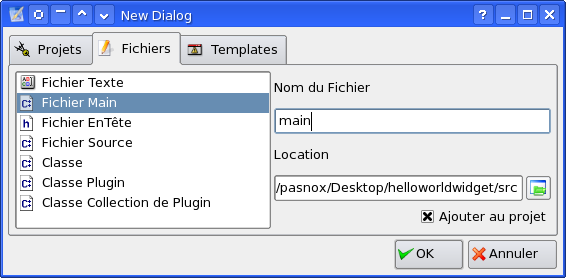 New Dialog
Projets Fichiers Templates
Fichier Texte
Fichier Main
Fichier EnTête
Fichier Source
Classe
Classe Plugin
Classe Collection de Plugin
Nom du Fichier
main
Location
/pasnox/Desktop/helloworldwidget/src
Ajouter au projet
OK Annuler